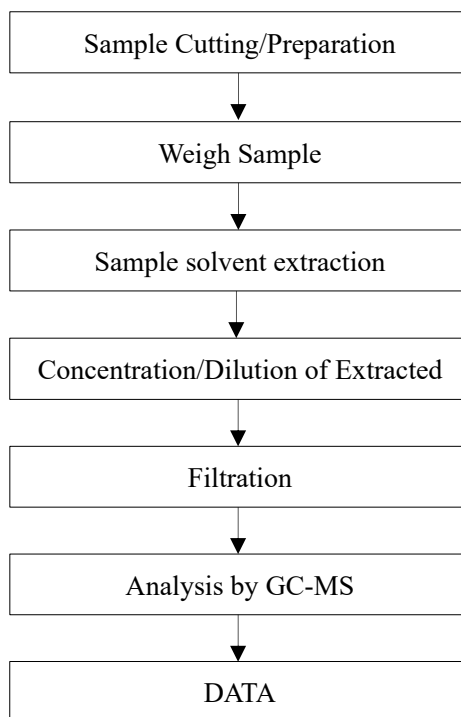 Sample Cutting/Preparation
Weigh Sample
Sample solvent extraction
Concentration/Dilution of Extracted
Filtration
Analysis by GC-MS
DATA